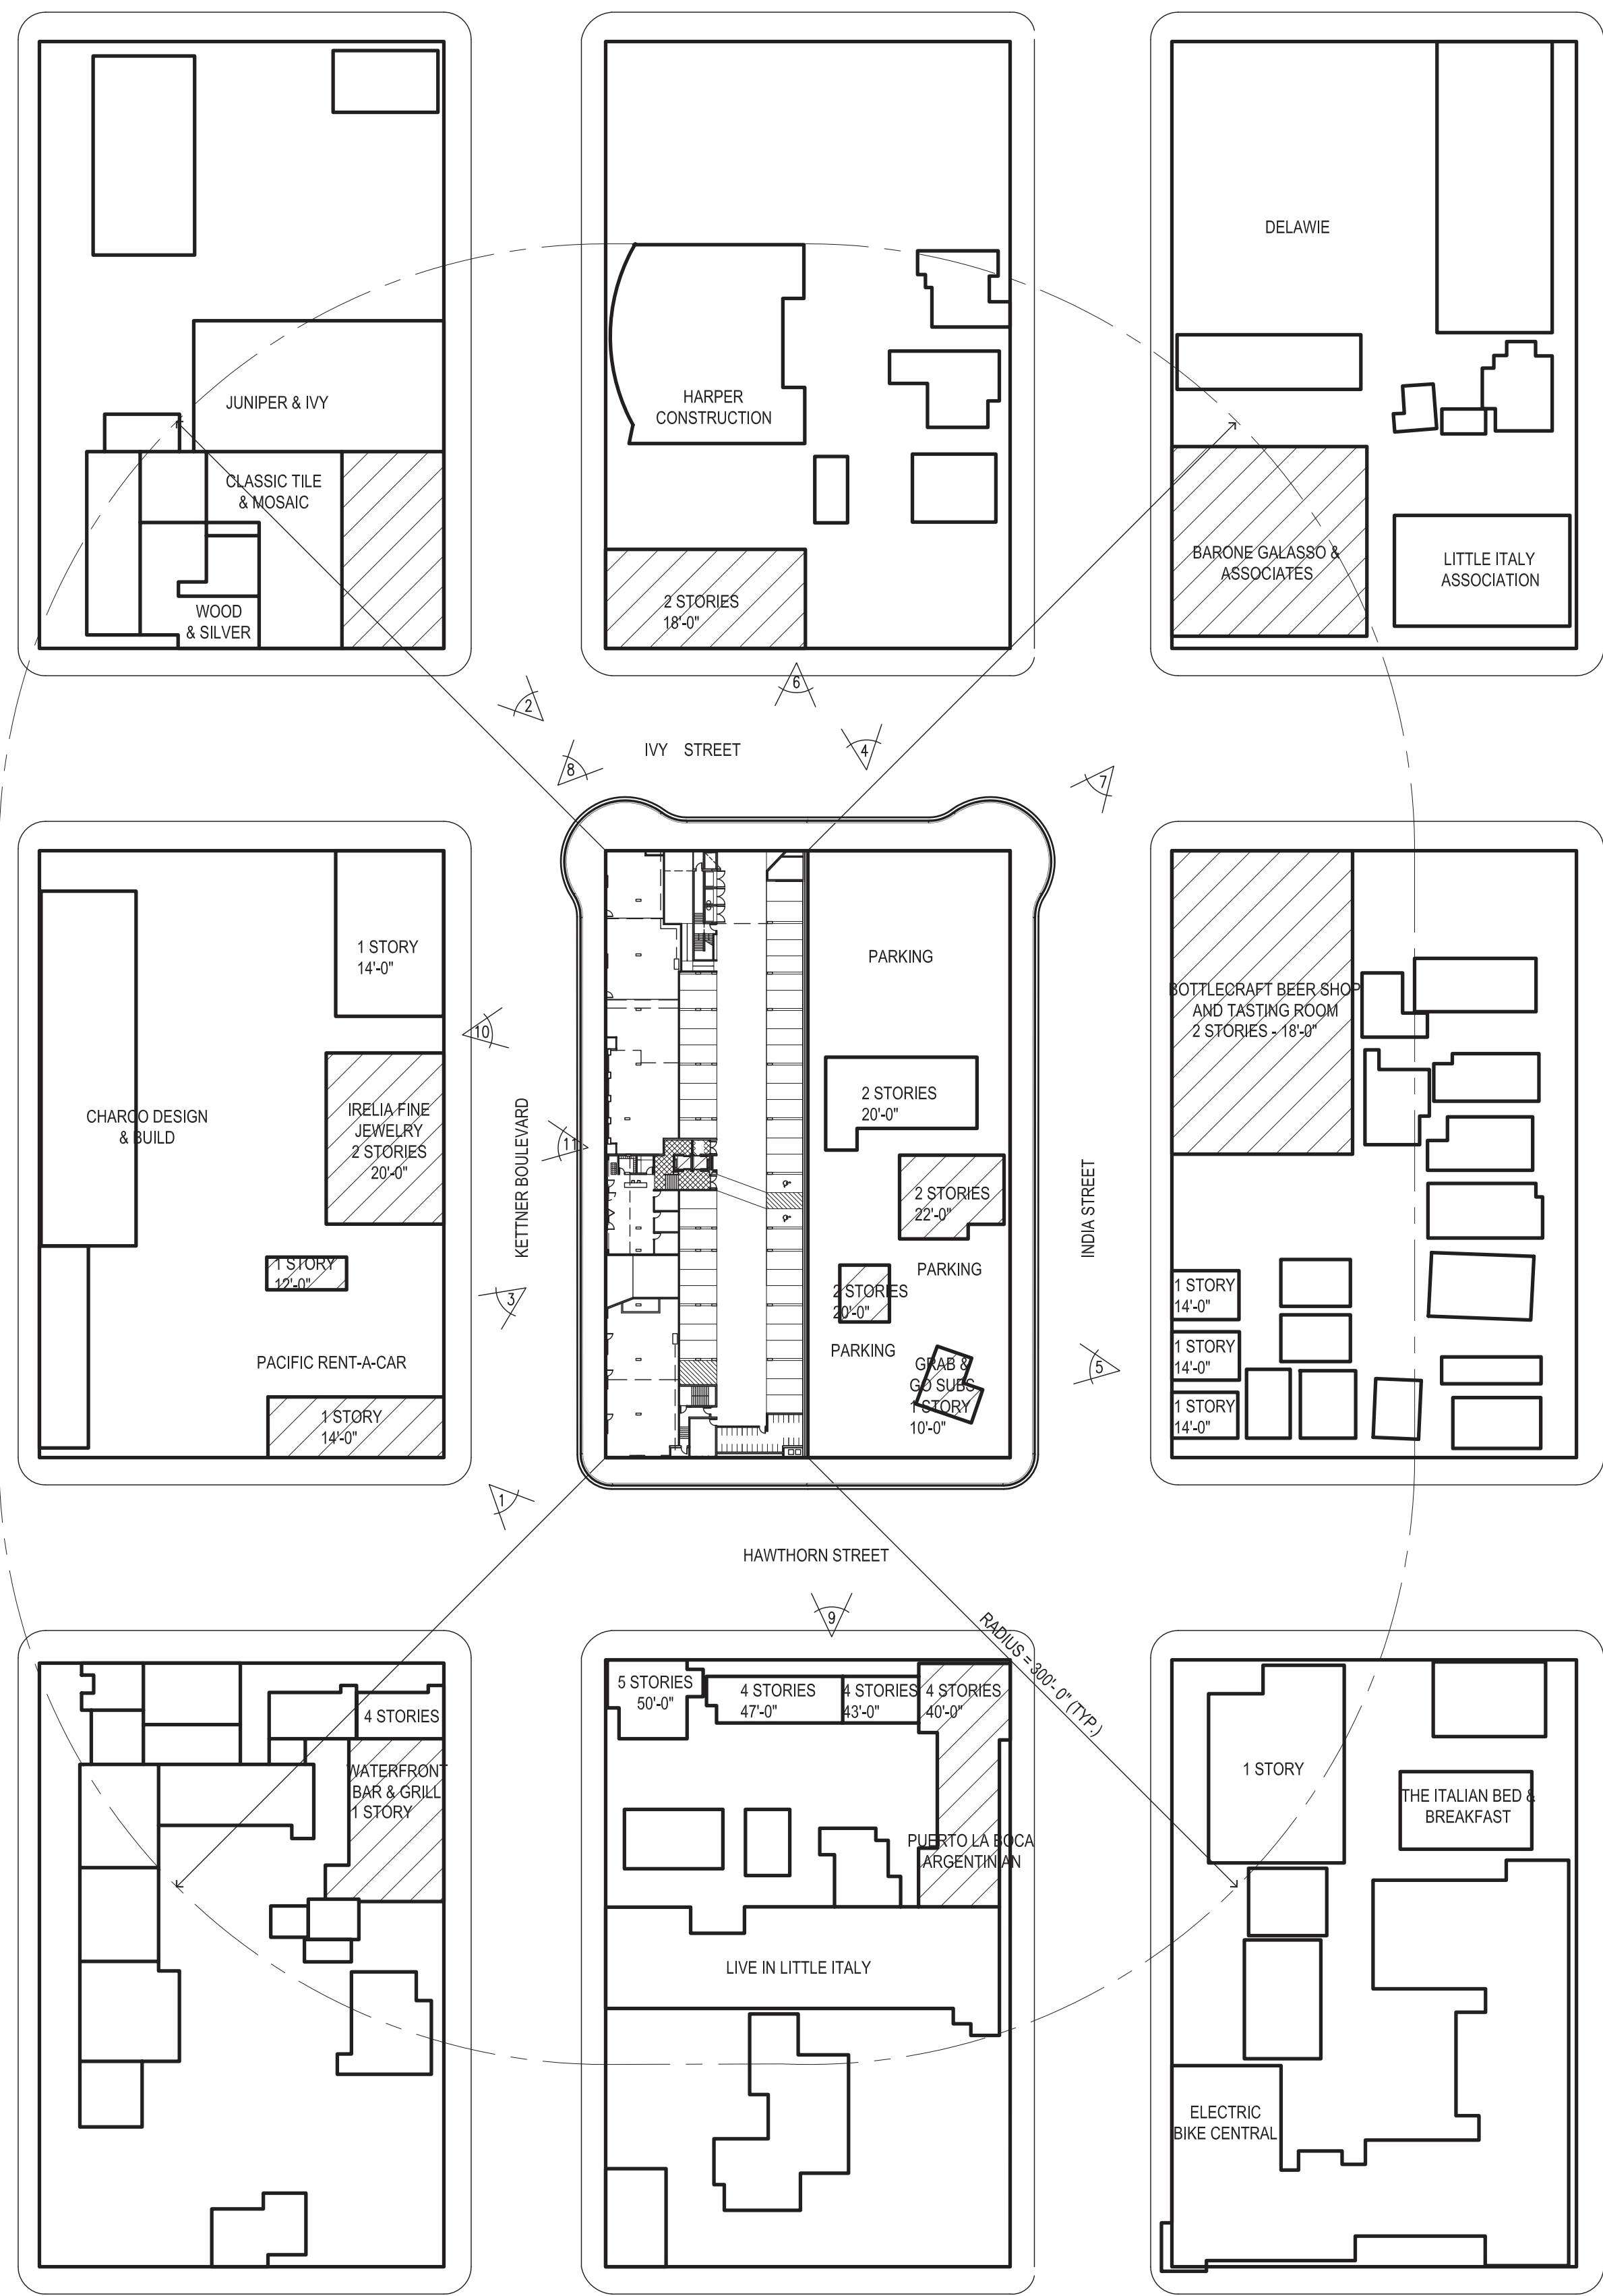 DELAWIE
JUNIPER & IVY
HARPER
CONSTRUCTION
CLASSIC TILE
& MOSAIC
BARONE GALASSO &
ASSOCIATES
LITTLE ITALY
ASSOCIATION
WOOD
& SILVER
2 STORIES
18'-0"
2
6
4
8
7
IVY STREET
1 STORY
14'-0"
PARKING
BOTTLECRAFT BEER SHOP
AND TASTING ROOM
2 STORIES - 18'-0"
10
CHARCO DESIGN
& BUILD
IRELIA FINE
JEWELRY
2 STORIES
20'-0"
KETTNER BOULEVARD
11
2 STORIES
20'-0"
2 STORIES
22'-0"
INDIA STREET
1 STORY
12'-0"
3
PARKING
2 STORIES
20'-0"
1 STORY
14'-0"
1 STORY
14'-0"
1 STORY
14'-0"
PACIFIC RENT-A-CAR
PARKING
GRAB &
GO SUBS
1 STORY
10'-0"
5
1 STORY
14'-0"
1
HAWTHORN STREET
9
RADIUS = 300'- 0" (TYP.)
4 STORIES
5 STORIES
50'-0"
4 STORIES
47'-0"
4 STORIES
43'-0"
4 STORIES
40'-0"
WATERFRONT
BAR & GRILL
1 STORY
1 STORY
THE ITALIAN BED &
BREAKFAST
PUERTO LA BOCA
ARGENTINIAN
LIVE IN LITTLE ITALY
ELECTRIC
BIKE CENTRAL